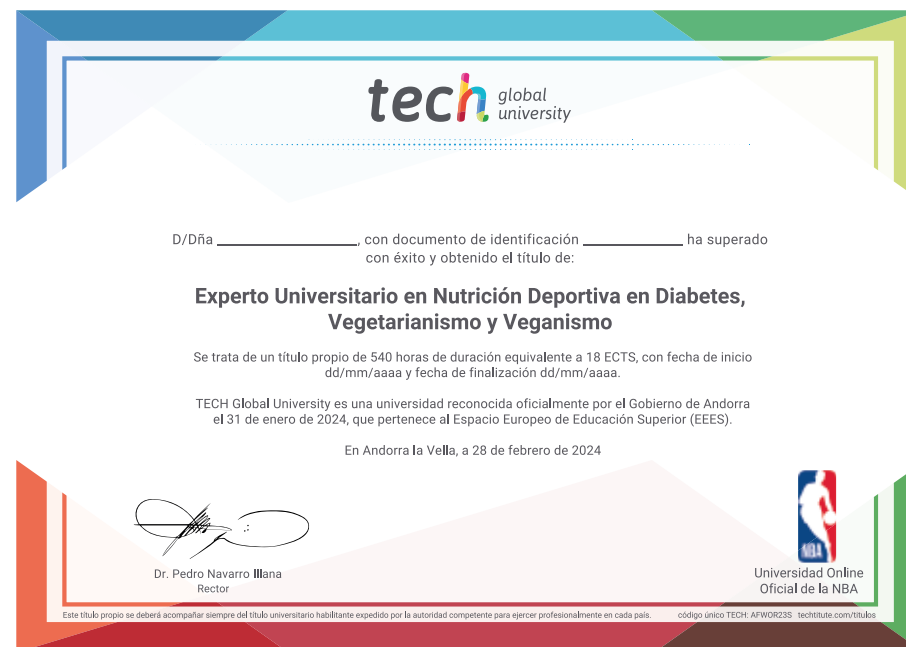 tech global university
D/Dña ____________________, con documento de identificación ______________ ha superado
con éxito y obtenido el título de:
Experto Universitario en Nutrición Deportiva en Diabetes,
Vegetarianismo y Veganismo
Se trata de un título propio de 540 horas de duración equivalente a 18 ECTS, con fecha de inicio
dd/mm/aaaa y fecha de finalización dd/mm/aaaa.
TECH Global University es una universidad reconocida oficialmente por el Gobierno de Andorra
el 31 de enero de 2024, que pertenece al Espacio Europeo de Educación Superior (EEES).
En Andorra la Vella, a 28 de febrero de 2024
Dr. Pedro Navarro Illana
Rector
NBA
Universidad Online
Oficial de la NBA
Este título propio se deberá acompañar siempre del título universitario habilitante expedido por la autoridad competente para ejercer profesionalmente en cada país.
código único TECH: AFWOR23S techtitute.com/titulos